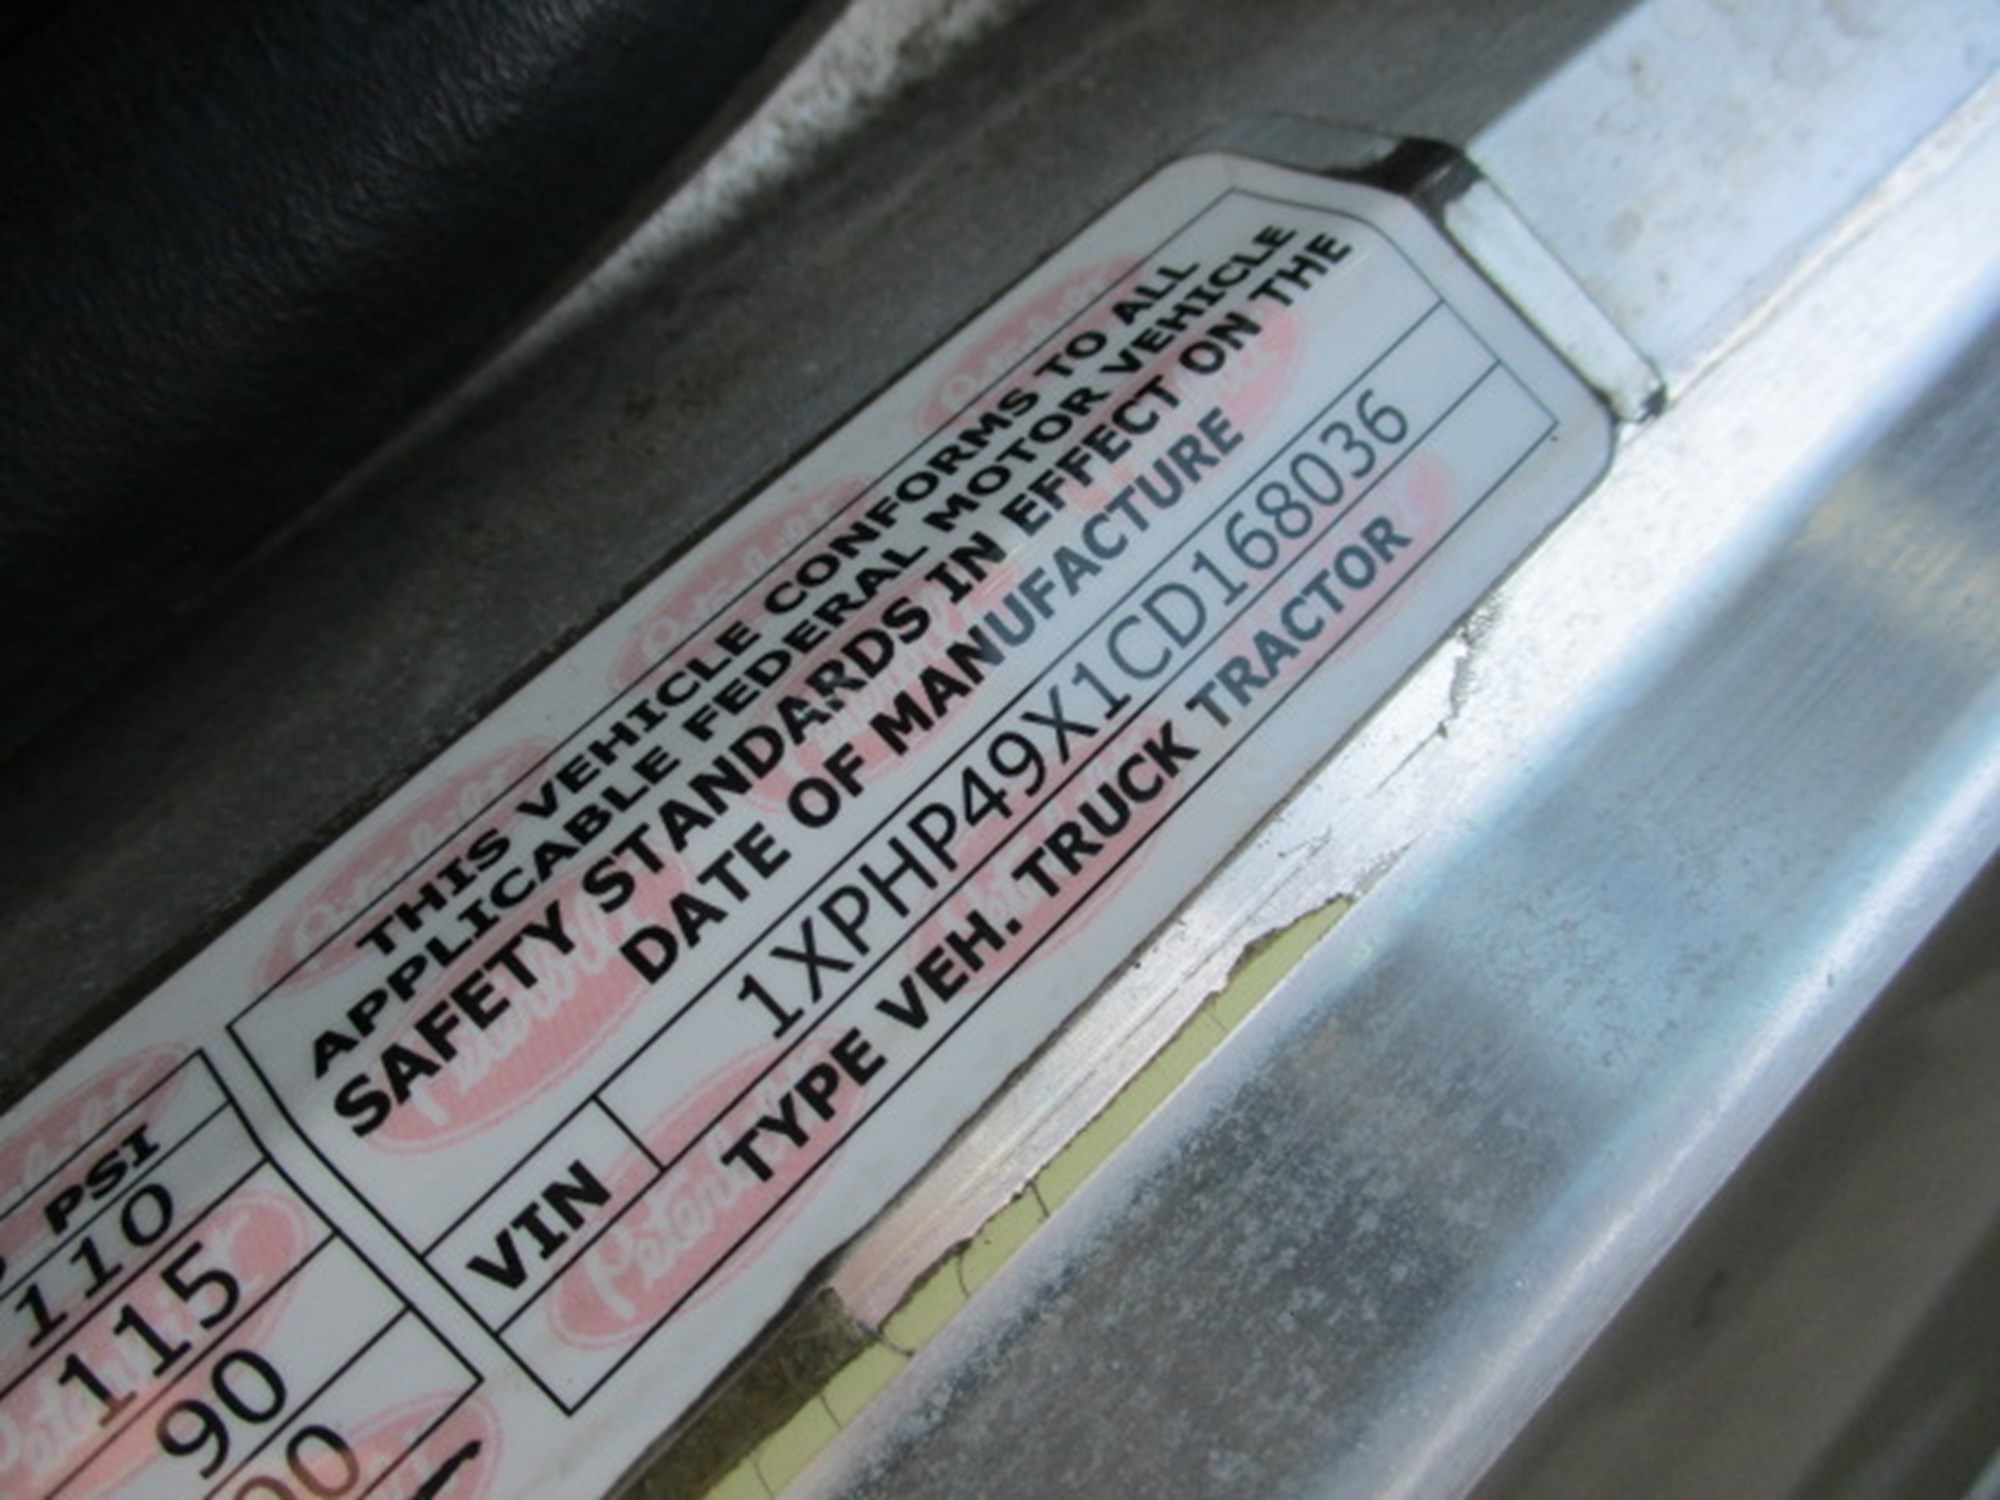 THIS VEHICLE CONFORMS TO ALL
APPLICABLE FEDERAL MOTOR VEHICLE
SAFETY STANDARDS IN EFFECT ON THE
DATE OF MANUFACTURE
VIN 1XPHP49X1CD168036
TYPE VEH. TRUCK TRACTOR
PSI
110
115
90
Peterbilt